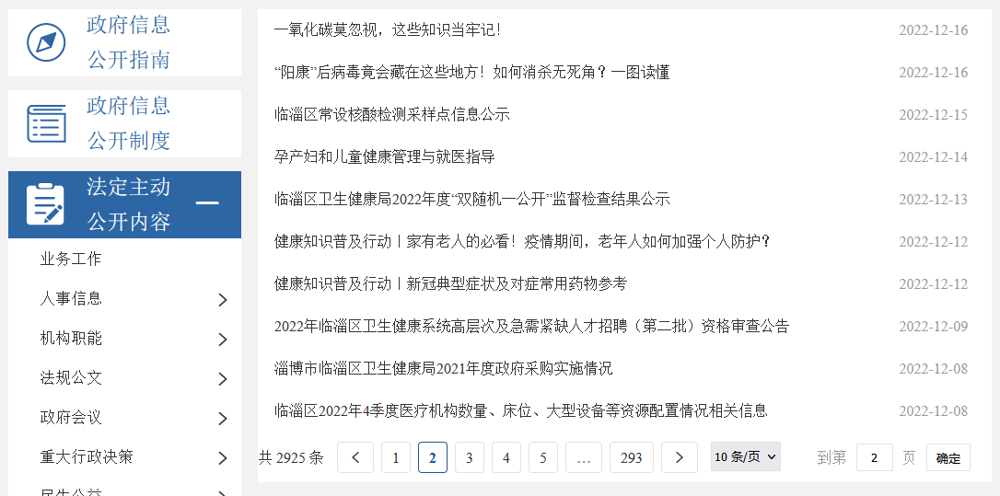 政府信息
公开指南
政府信息
公开制度
法定主动
公开内容
业务工作
人事信息
机构职能
法规公文
政府会议
重大行政决策
民生公益
一氧化碳莫忽视，这些知识当牢记！ 2022-12-16
“阳康”后病毒竟会藏在这些地方！如何消杀无死角？一图读懂 2022-12-16
临淄区常设核酸检测采样点信息公示 2022-12-15
孕产妇和儿童健康管理与就医指导 2022-12-14
临淄区卫生健康局2022年度“双随机一公开”监督检查结果公示 2022-12-13
健康知识普及行动丨家有老人的必看！疫情期间，老年人如何加强个人防护？ 2022-12-12
健康知识普及行动丨新冠典型症状及对症常用药物参考 2022-12-12
2022年临淄区卫生健康系统高层次及急需紧缺人才招聘（第二批）资格审查公告 2022-12-09
淄博市临淄区卫生健康局2021年度政府采购实施情况 2022-12-08
临淄区2022年4季度医疗机构数量、床位、大型设备等资源配置情况相关信息 2022-12-08
共 2925 条 1 2 3 4 5 … 293 10 条/页 到第 2 页 确定